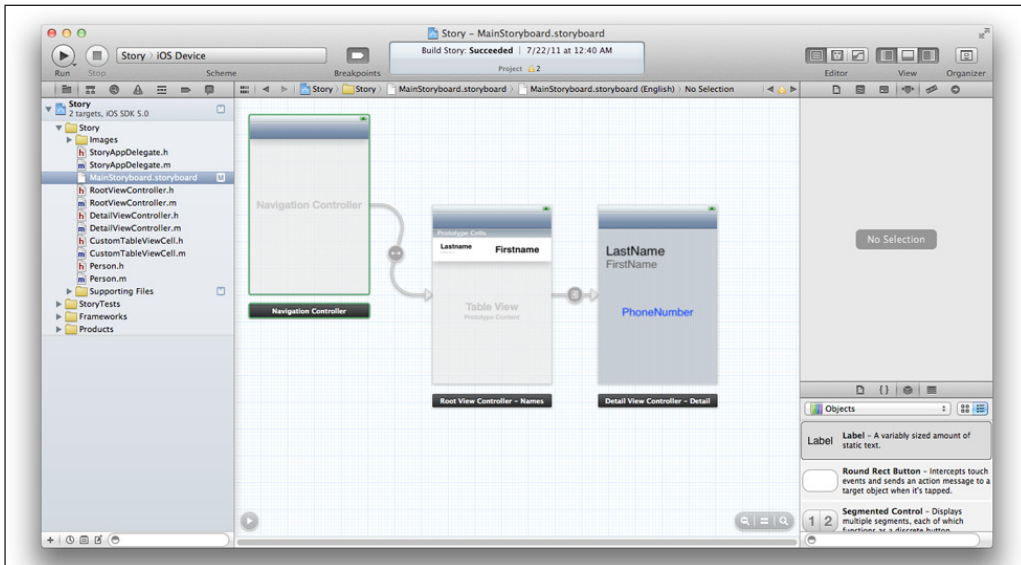 Story – MainStoryboard.storyboard
Story
iOS Device
Build Story: Succeeded | 7/22/11 at 12:40 AM
Project
2
Run
Stop
Scheme
Breakpoints
Editor
View
Organizer
Story
Story
MainStoryboard.storyboard
MainStoryboard.storyboard (English)
No Selection
Story
2 targets, iOS SDK 5.0
Story
Images
h StoryAppDelegate.h
m StoryAppDelegate.m
MainStoryboard.storyboard
M
h RootViewController.h
m RootViewController.m
h DetailViewController.h
m DetailViewController.m
h CustomTableViewCell.h
m CustomTableViewCell.m
h Person.h
m Person.m
Supporting Files
StoryTests
Frameworks
Products
Navigation Controller
Navigation Controller
Prototype Cells
Lastname
Firstname
Table View
Prototype Content
Root View Controller – Names
LastName
FirstName
PhoneNumber
Detail View Controller – Detail
No Selection
{ }
Objects
Label
Label – A variably sized amount of
static text.
Round Rect Button – Intercepts touch
events and sends an action message to a
target object when it's tapped.
1 2
Segmented Control – Displays
multiple segments, each of which
functions as a discrete button.